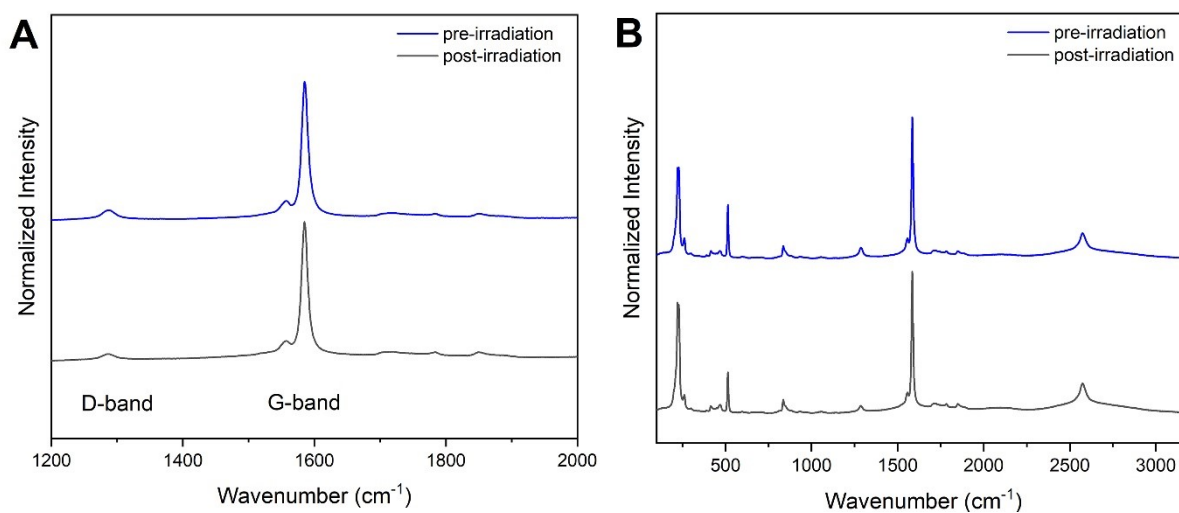 A
pre-irradiation
post-irradiation
Normalized Intensity
D-band
G-band
1200
1400
1600
1800
2000
Wavenumber (cm⁻¹)
B
pre-irradiation
post-irradiation
Normalized Intensity
500
1000
1500
2000
2500
3000
Wavenumber (cm⁻¹)